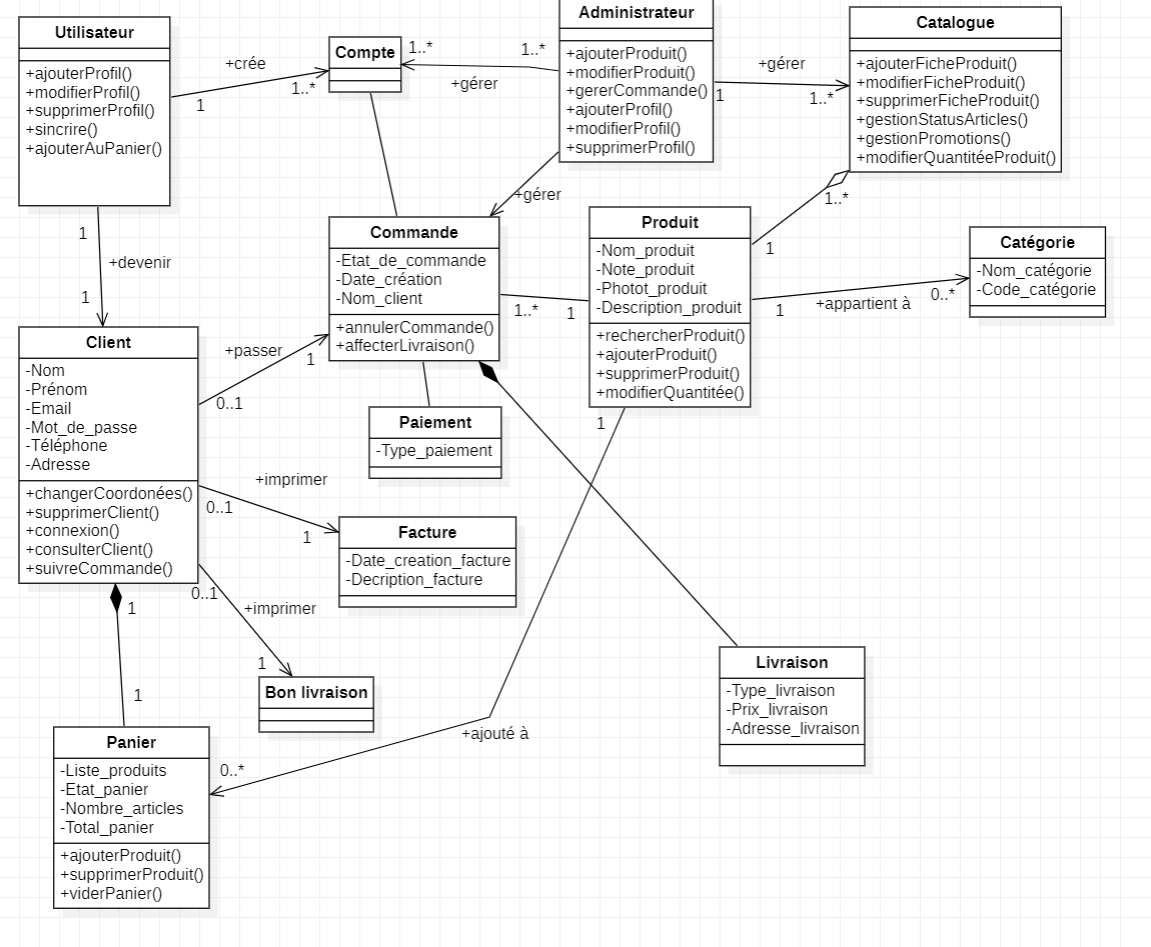 Utilisateur
+ajouterProfil()
+modifierProfil()
+supprimerProfil()
+sincrire()
+ajouterAuPanier()
+crée
1
1..*
Compte
1..*
1..*
+gérer
Administrateur
+ajouterProduit()
+modifierProduit()
+gererCommande()
+ajouterProfil()
+modifierProfil()
+supprimerProfil()
+gérer
1
1..*
Catalogue
+ajouterFicheProduit()
+modifierFicheProduit()
+supprimerFicheProduit()
+gestionStatusArticles()
+gestionPromotions()
+modifierQuantitéeProduit()
+gérer
1..*
1
1
+devenir
1
Commande
-Etat_de_commande
-Date_création
-Nom_client
+annulerCommande()
+affecterLivraison()
1..*
1
Produit
-Nom_produit
-Note_produit
-Photot_produit
-Description_produit
+rechercherProduit()
+ajouterProduit()
+supprimerProduit()
+modifierQuantitée()
1
+appartient à
0..*
Catégorie
-Nom_catégorie
-Code_catégorie
Client
-Nom
-Prénom
-Email
-Mot_de_passe
-Téléphone
-Adresse
+changerCoordonées()
+supprimerClient()
+connexion()
+consulterClient()
+suivreCommande()
+passer
1
0..1
Paiement
-Type_paiement
1
+imprimer
0..1
1
Facture
-Date_creation_facture
-Decription_facture
0..1
+imprimer
1
Bon livraison
1
1
Livraison
-Type_livraison
-Prix_livraison
-Adresse_livraison
+ajouté à
0..*
Panier
-Liste_produits
-Etat_panier
-Nombre_articles
-Total_panier
+ajouterProduit()
+supprimerProduit()
+viderPanier()